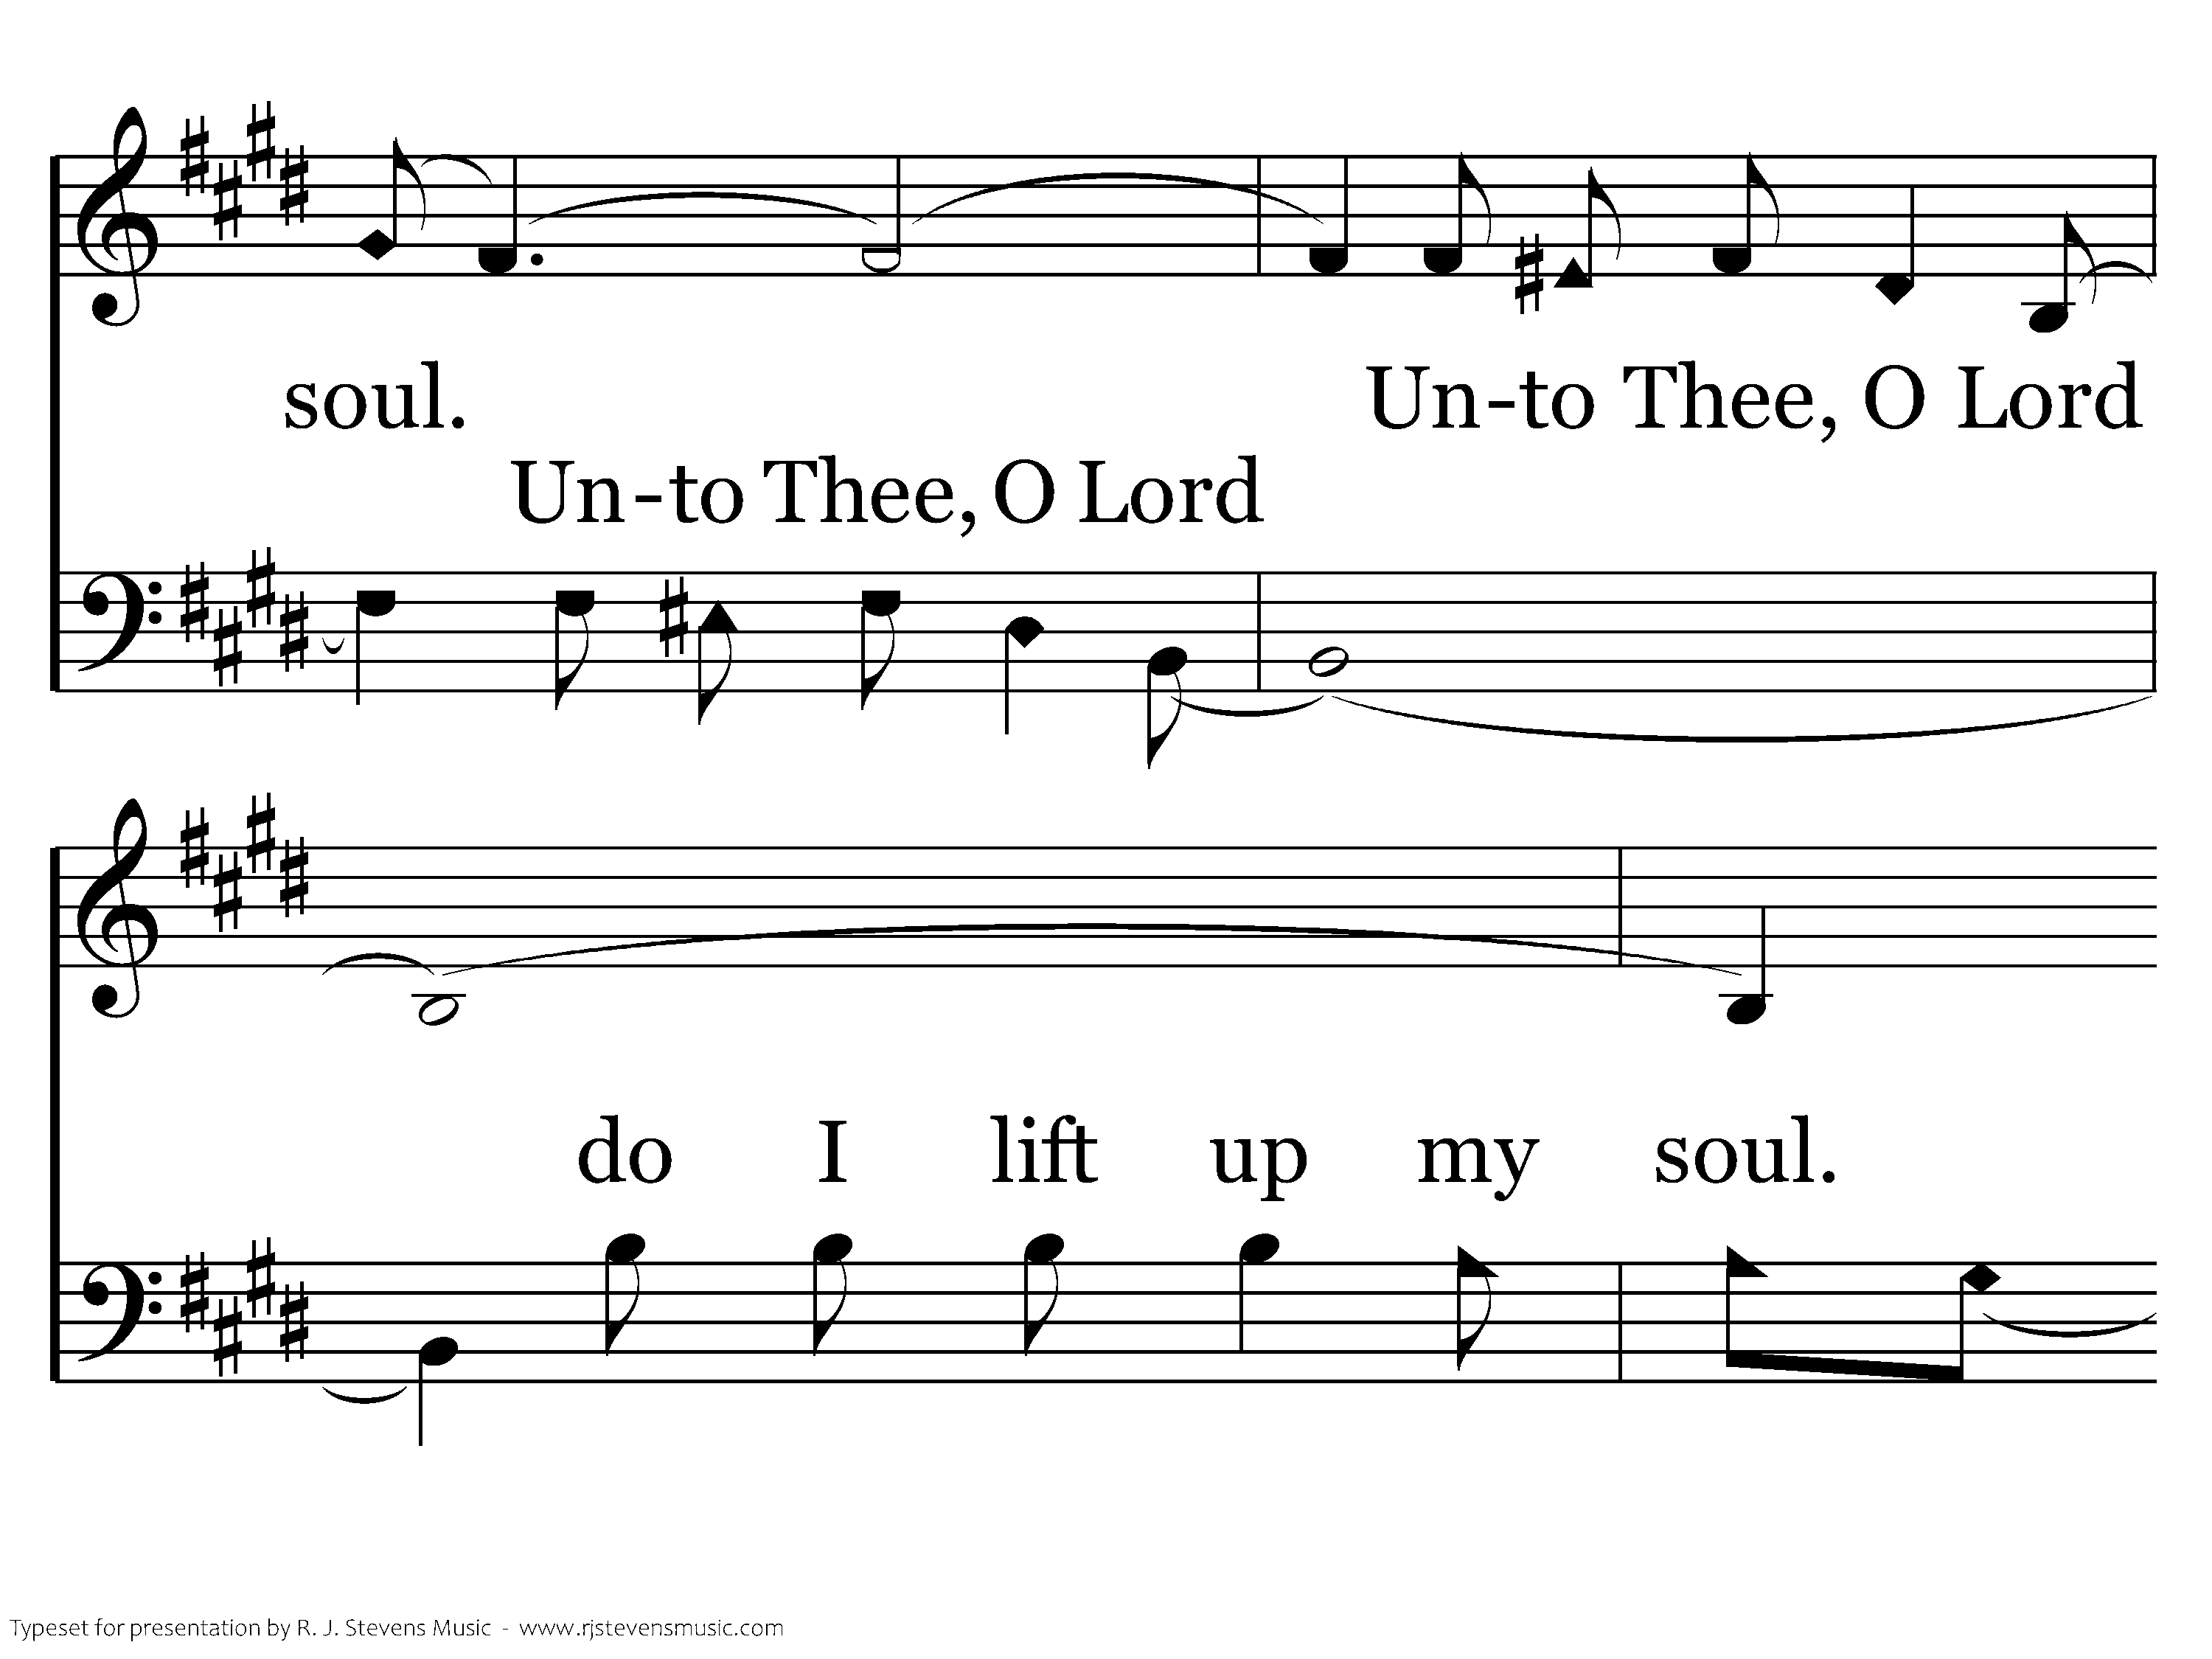 soul. Un-to Thee, O Lord
Un-to Thee, O Lord
do I lift up my soul.
Typeset for presentation by R. J. Stevens Music - www.rjstevensmusic.com